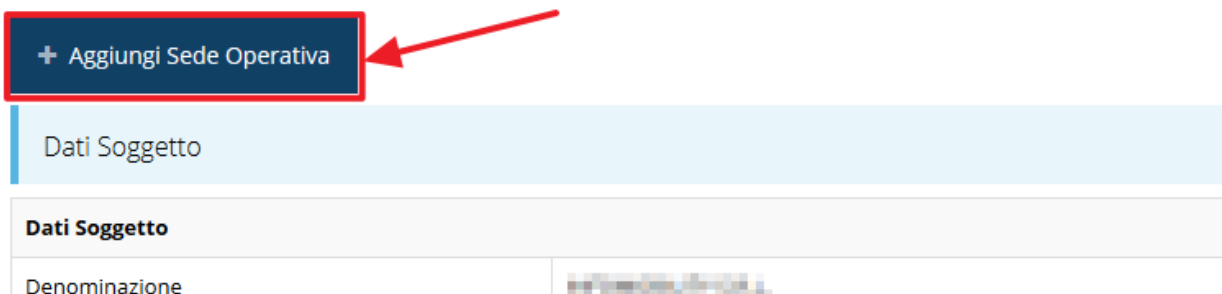 + Aggiungi Sede Operativa
Dati Soggetto
Dati Soggetto
Denominazione